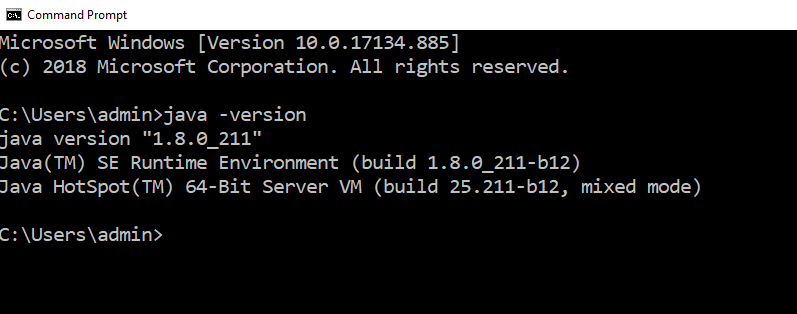 Command Prompt
Microsoft Windows [Version 10.0.17134.885]
(c) 2018 Microsoft Corporation. All rights reserved.
C:\Users\admin>java -version
java version "1.8.0_211"
Java(TM) SE Runtime Environment (build 1.8.0_211-b12)
Java HotSpot(TM) 64-Bit Server VM (build 25.211-b12, mixed mode)
C:\Users\admin>